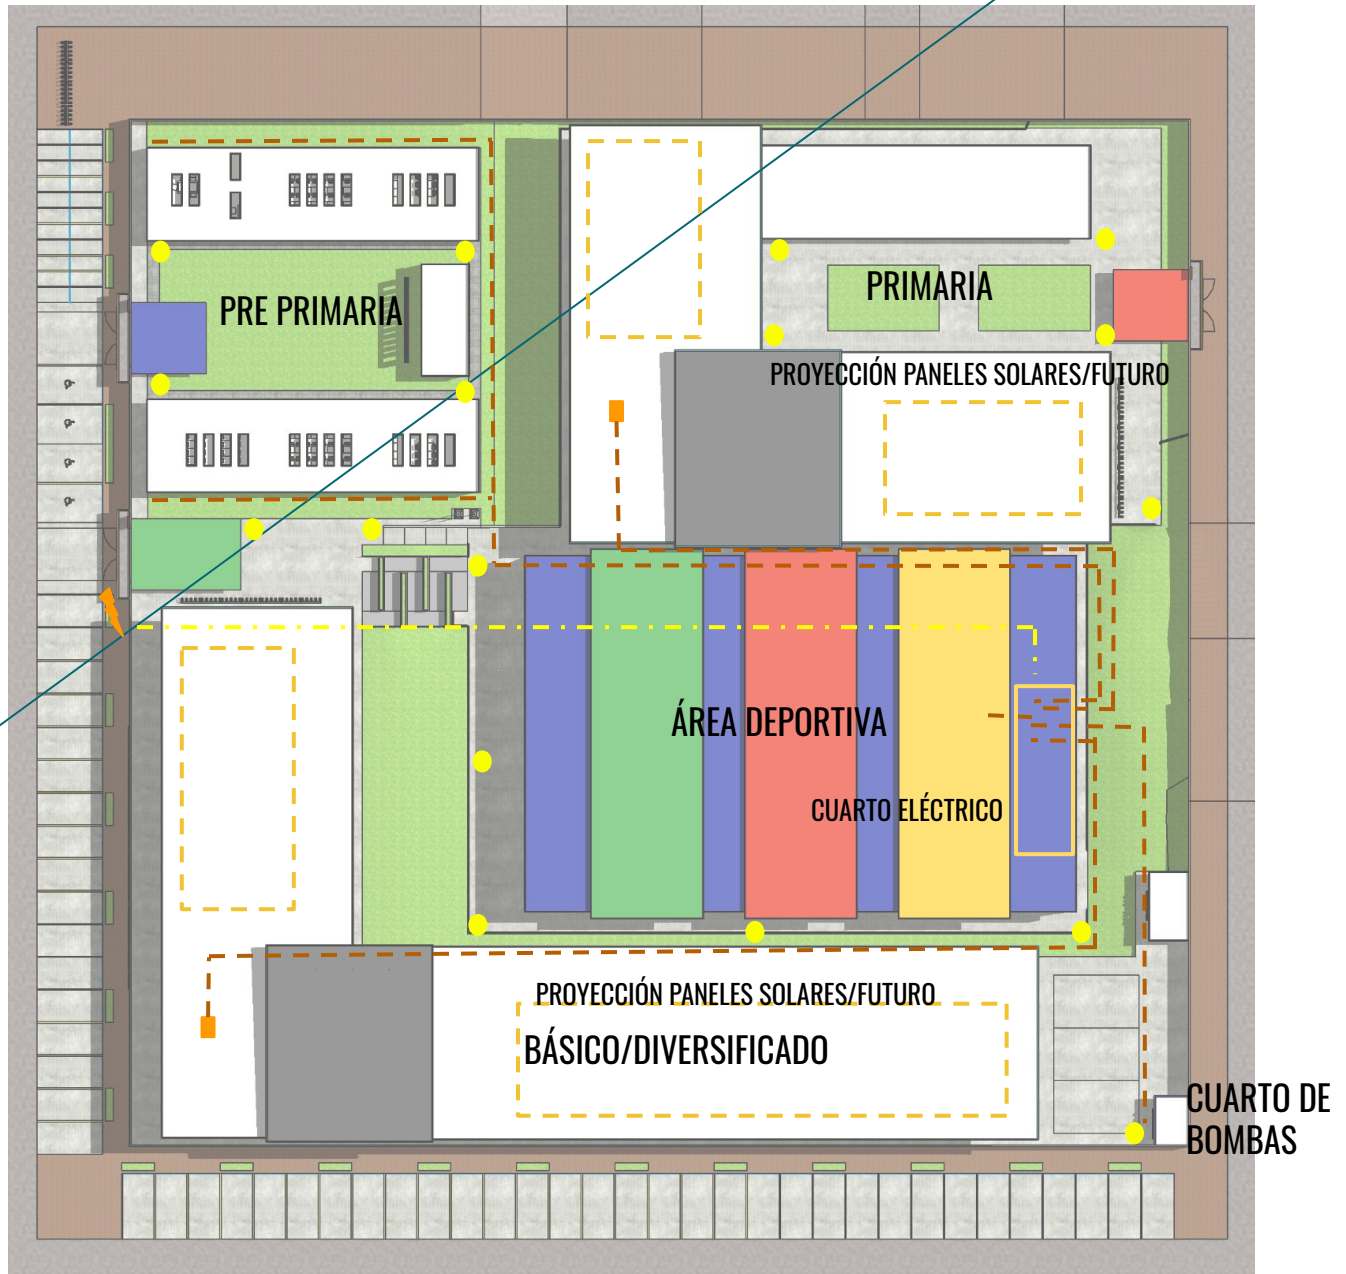 PRIMARIA
PRE PRIMARIA
PROYECCIÓN PANELES SOLARES/FUTURO
ÁREA DEPORTIVA
CUARTO ELÉCTRICO
PROYECCIÓN PANELES SOLARES/FUTURO
BÁSICO/DIVERSIFICADO
CUARTO DE
BOMBAS